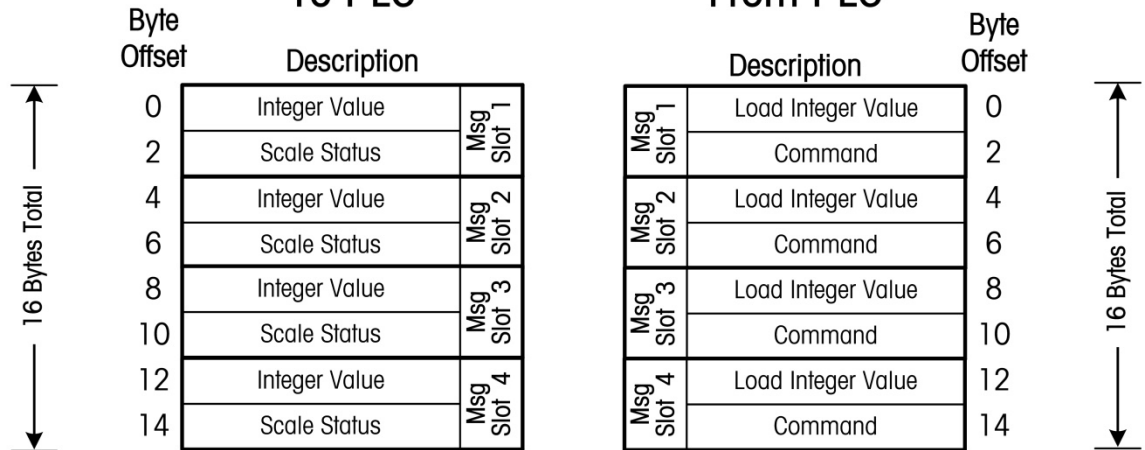 To PLC From PLC
Byte Offset Description Description Byte Offset
0 Integer Value Msg Slot 1 Msg Slot 1 Load Integer Value 0
2 Scale Status Command 2
4 Integer Value Msg Slot 2 Msg Slot 2 Load Integer Value 4
6 Scale Status Command 6
8 Integer Value Msg Slot 3 Msg Slot 3 Load Integer Value 8
10 Scale Status Command 10
12 Integer Value Msg Slot 4 Msg Slot 4 Load Integer Value 12
14 Scale Status Command 14
16 Bytes Total
16 Bytes Total